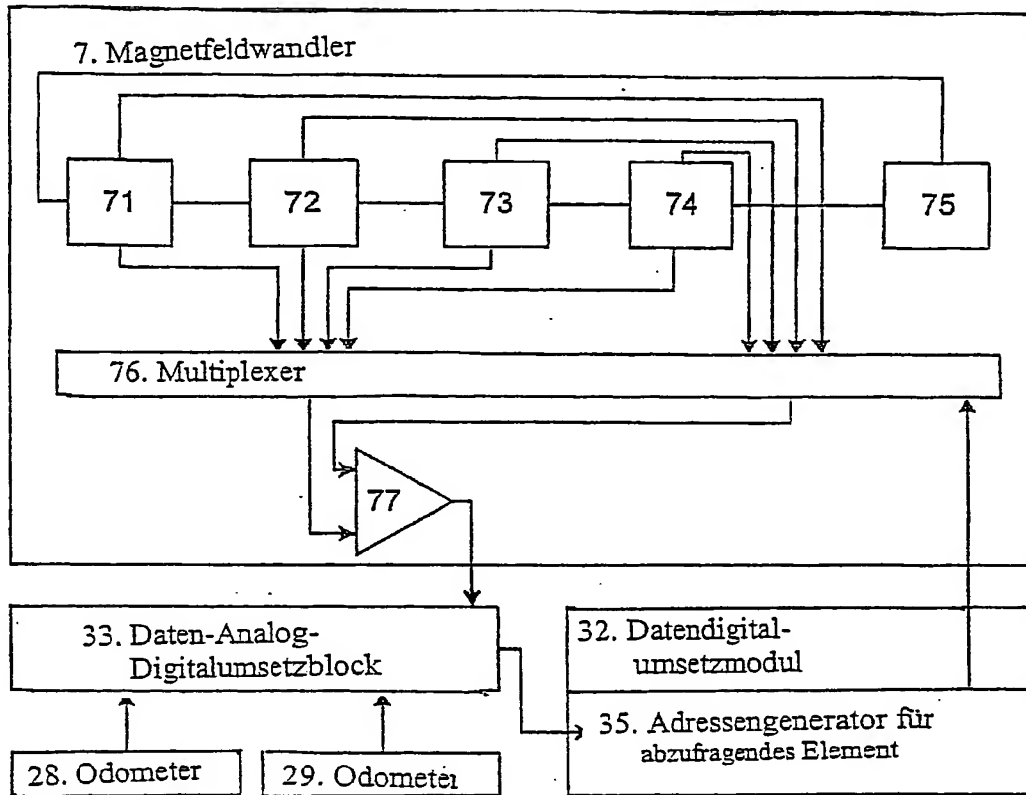 7. Magnetfeldwandler
71
72
73
74
75
76. Multiplexer
77
33. Daten-Analog-
Digitalumsetzblock
32. Datendigital-
umsetzmodul
35. Adressengenerator für
abzufragendes Element
28. Odometer
29. Odometer